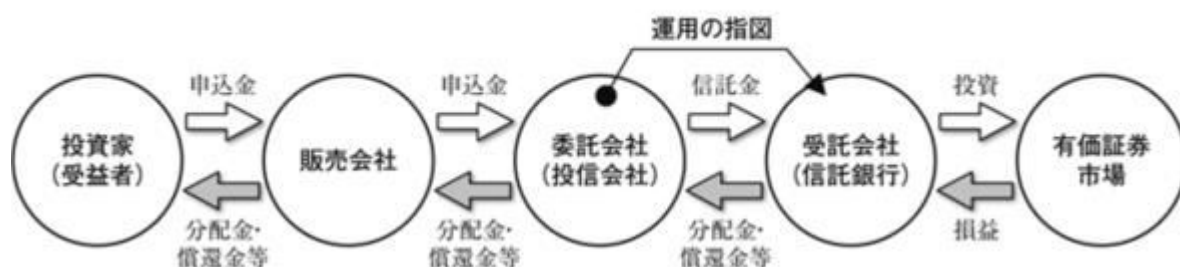 運用の指図
申込金
申込金
信託金
投資
投資家
（受益者）
販売会社
委託会社
（投信会社）
受託会社
（信託銀行）
有価証券
市場
分配金・
償還金等
分配金・
償還金等
分配金・
償還金等
損益